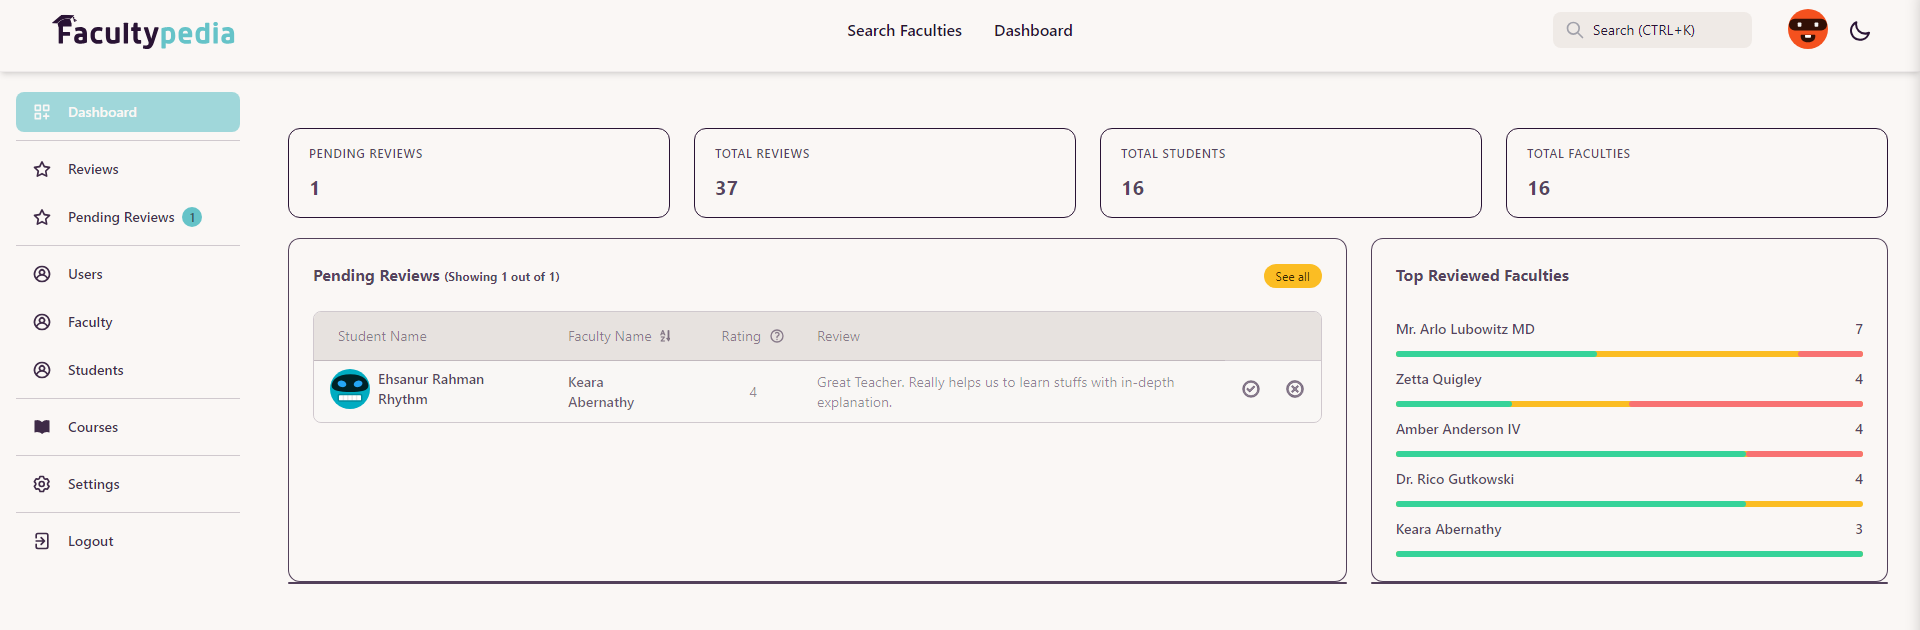 Facultypedia
Search Faculties Dashboard
Search (CTRL+K)
Dashboard
Reviews
Pending Reviews 1
Users
Faculty
Students
Courses
Settings
Logout
PENDING REVIEWS
1
TOTAL REVIEWS
37
TOTAL STUDENTS
16
TOTAL FACULTIES
16
Pending Reviews (Showing 1 out of 1)
See all
Student Name Faculty Name Rating Review
Ehsanur Rahman
Rhythm
Keara
Abernathy
4
Great Teacher. Really helps us to learn stuffs with in-depth
explanation.
Top Reviewed Faculties
Mr. Arlo Lubowitz MD 7
Zetta Quigley 4
Amber Anderson IV 4
Dr. Rico Gutkowski 4
Keara Abernathy 3